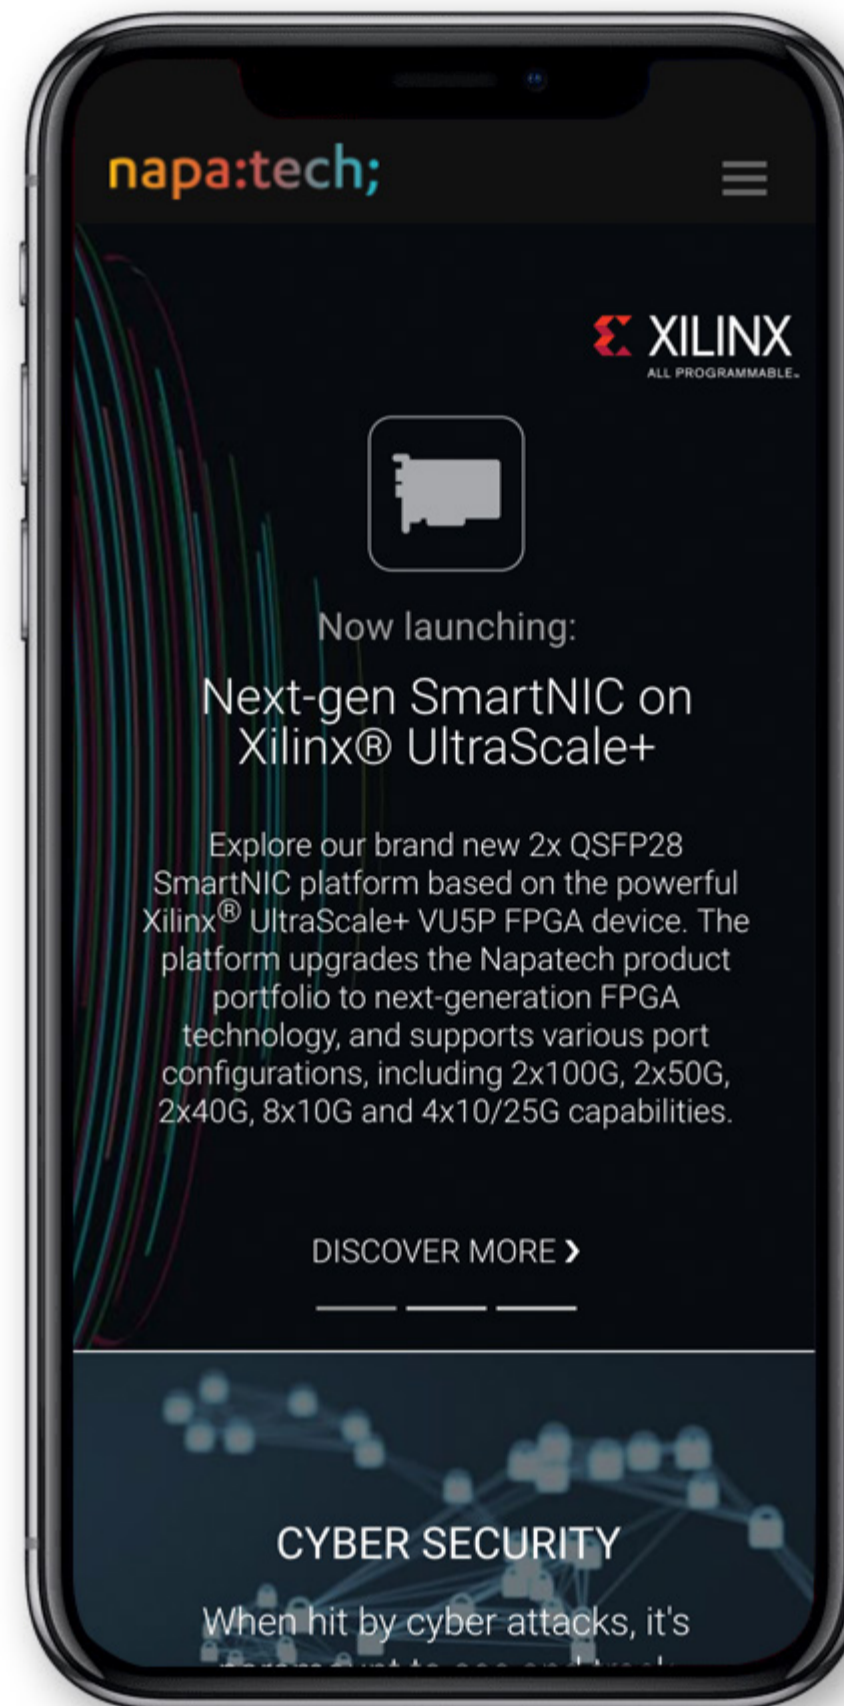 napa:tech;
XILINX
ALL PROGRAMMABLE™
Now launching:
Next-gen SmartNIC on
Xilinx® UltraScale+
Explore our brand new 2x QSFP28
SmartNIC platform based on the powerful
Xilinx® UltraScale+ VU5P FPGA device. The
platform upgrades the Napatech product
portfolio to next-generation FPGA
technology, and supports various port
configurations, including 2x100G, 2x50G,
2x40G, 8x10G and 4x10/25G capabilities.
DISCOVER MORE ❯
CYBER SECURITY
When hit by cyber attacks, it's